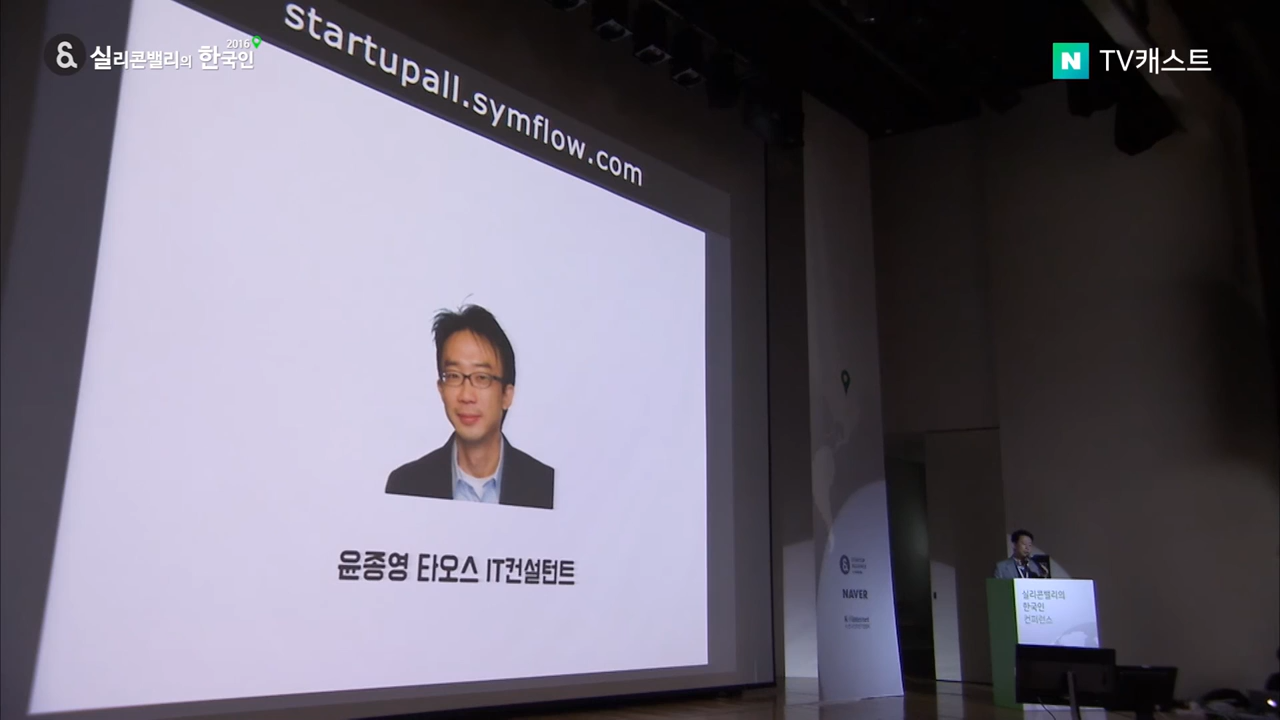 startupall.symflow.com
실리콘밸리의 한국인
2016
N TV캐스트
윤종영 타오스 IT컨설턴트
NAVER
실리콘밸리의
한국인
컨퍼런스